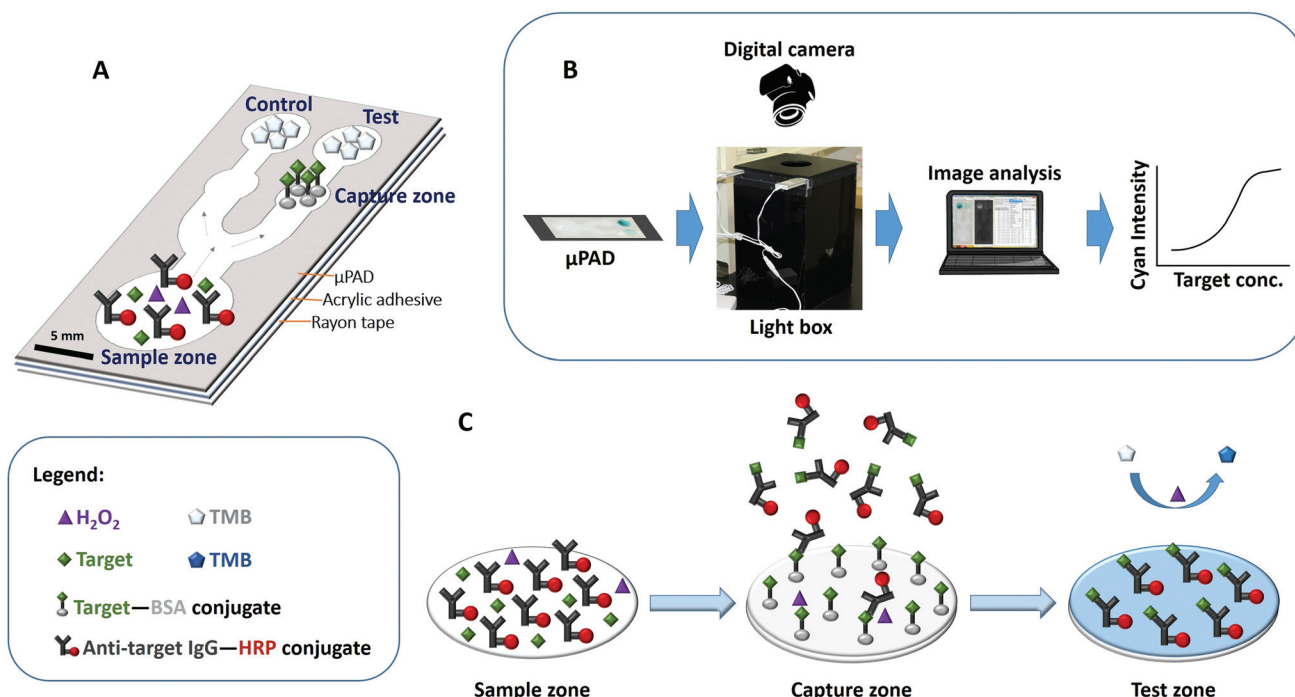 A
Control
Test
Capture zone
µPAD
Acrylic adhesive
Rayon tape
5 mm
Sample zone
B
Digital camera
µPAD
Light box
Image analysis
Cyan Intensity
Target conc.
Legend:
H₂O₂
TMB
Target
TMB
Target—BSA conjugate
Anti-target IgG—HRP conjugate
C
Sample zone
Capture zone
Test zone